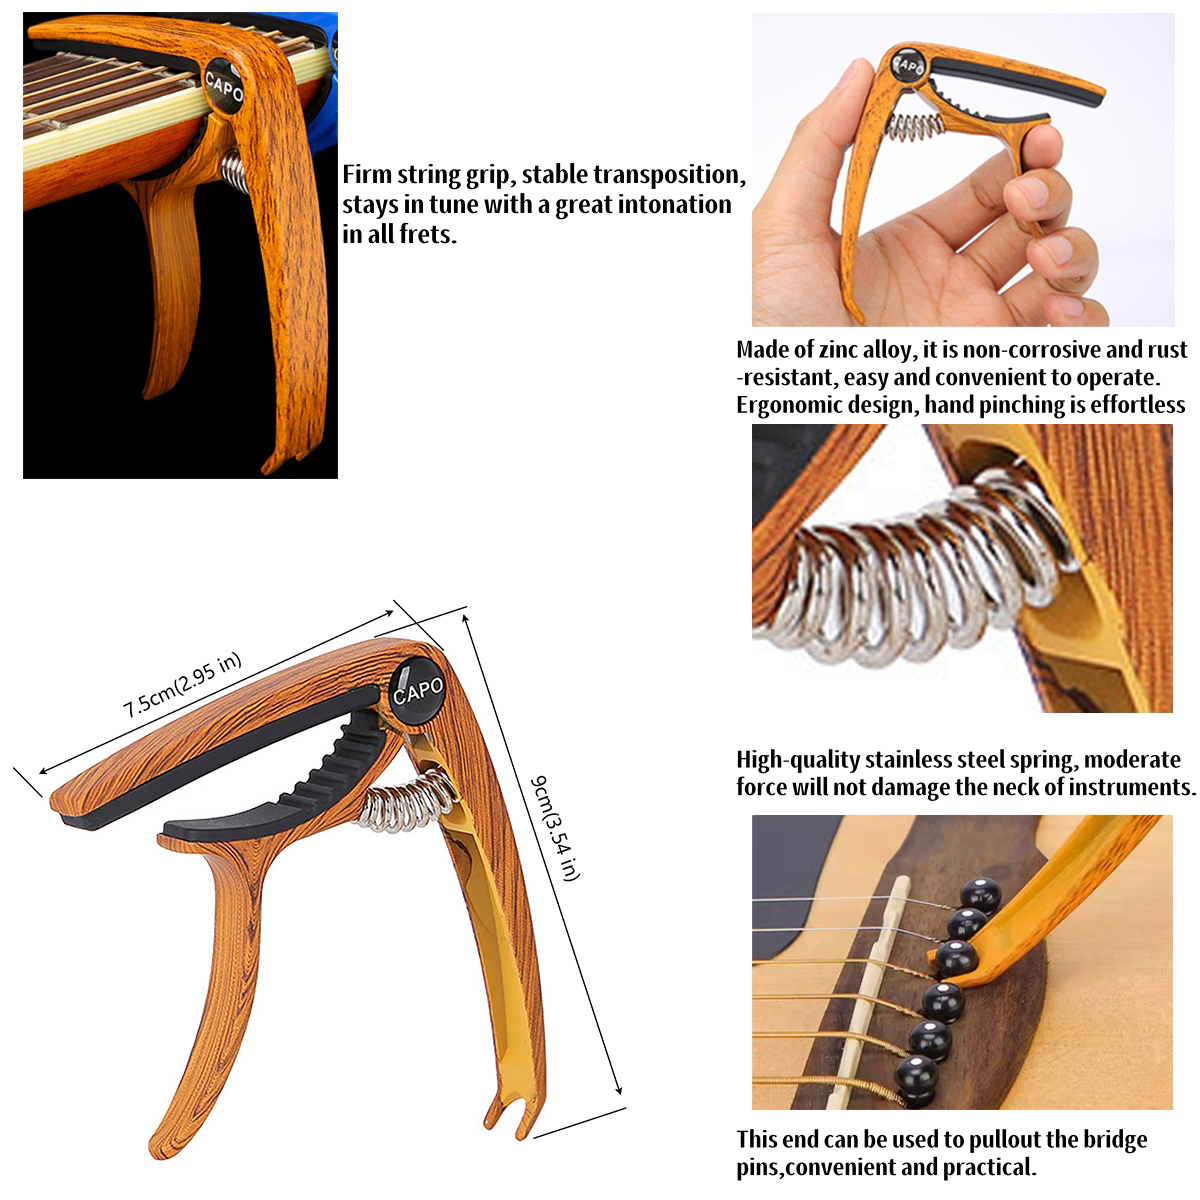 CAPO
Firm string grip, stable transposition,
stays in tune with a great intonation
in all frets.
CAPO
Made of zinc alloy, it is non-corrosive and rust
-resistant, easy and convenient to operate.
Ergonomic design, hand pinching is effortless
7.5cm(2.95 in)
CAPO
9cm(3.54 in)
High-quality stainless steel spring, moderate
force will not damage the neck of instruments.
This end can be used to pullout the bridge
pins,convenient and practical.